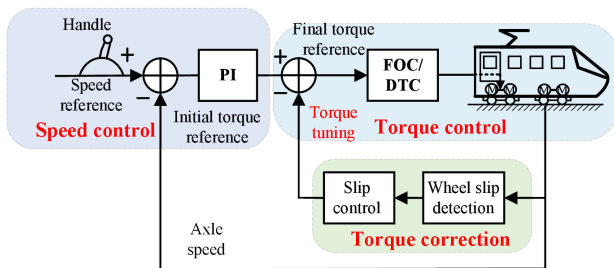 Handle
+
−
Speed
reference
Speed control
PI
Initial torque
reference
Final torque
reference
+
−
FOC/
DTC
Torque
tuning
Torque control
M M M M
Slip
control
Wheel slip
detection
Torque correction
Axle
speed